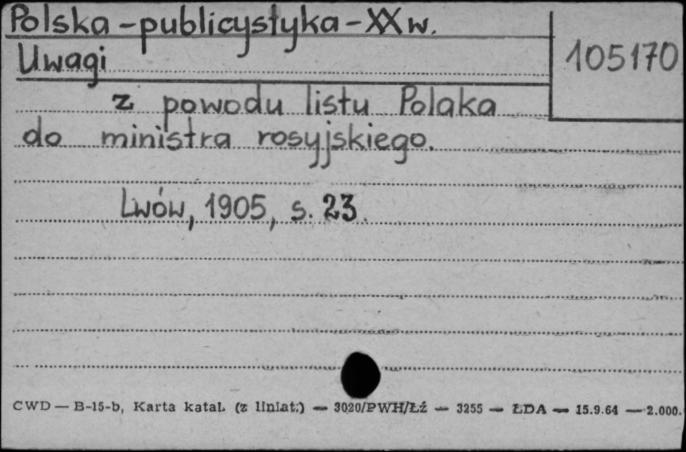 Polska - publicystyka - XX w.
Uwagi
105170
z powodu listu Polaka
do ministra rosyjskiego.
Lwów, 1905, s. 23.
CWD — B-15-b, Karta katal. (z liniat.) — 3020/PWH/Łź — 3255 — ŁDA — 15.9.64 — 2.000.